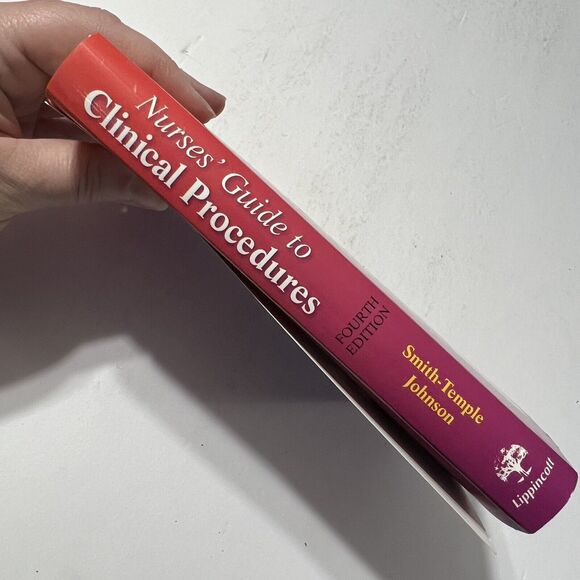 Nurses' Guide to
Clinical Procedures
FOURTH
EDITION
Smith-Temple
Johnson
Lippincott